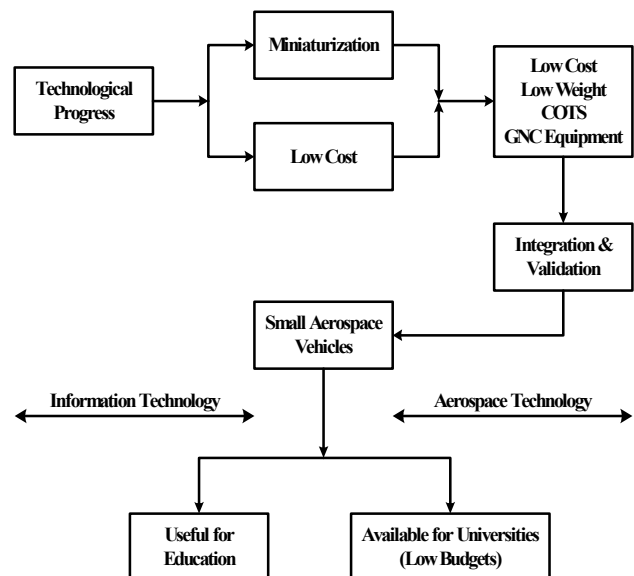 Miniaturization
Technological
Progress
Low Cost
Low Cost
Low Weight
COTS
GNC Equipment
Integration &
Validation
Small Aerospace
Vehicles
Information Technology
Aerospace Technology
Useful for
Education
Available for Universities
(Low Budgets)